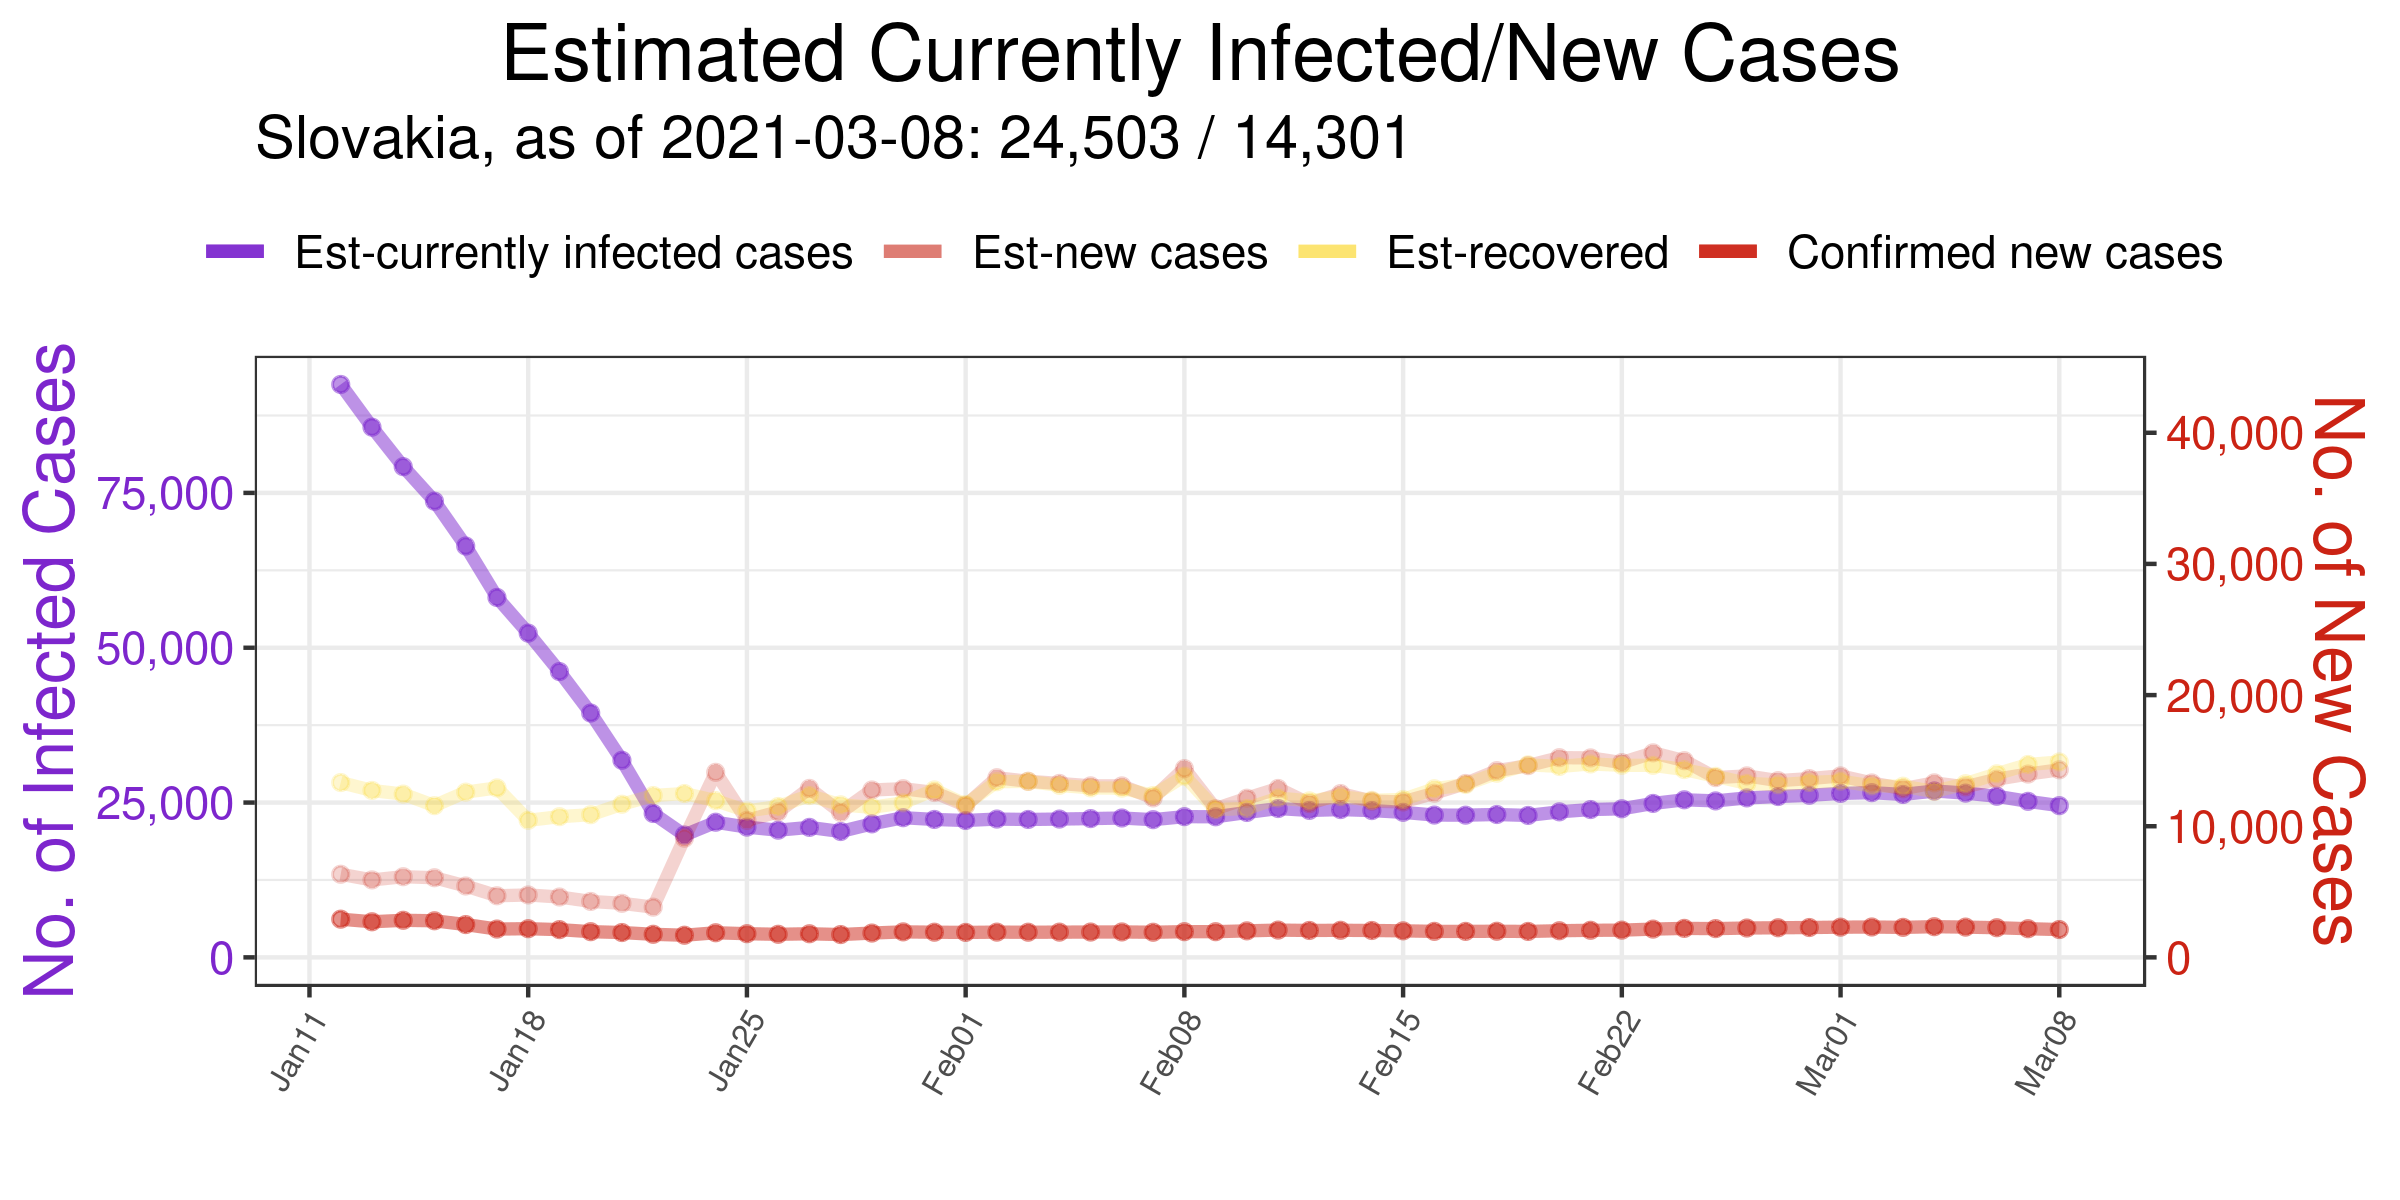 Estimated Currently Infected/New Cases
Slovakia, as of 2021-03-08: 24,503 / 14,301
Est-currently infected cases Est-new cases Est-recovered Confirmed new cases
No. of Infected Cases
75,000
50,000
25,000
0
40,000
30,000
20,000
10,000
0
No. of New Cases
Jan11 Jan18 Jan25 Feb01 Feb08 Feb15 Feb22 Mar01 Mar08